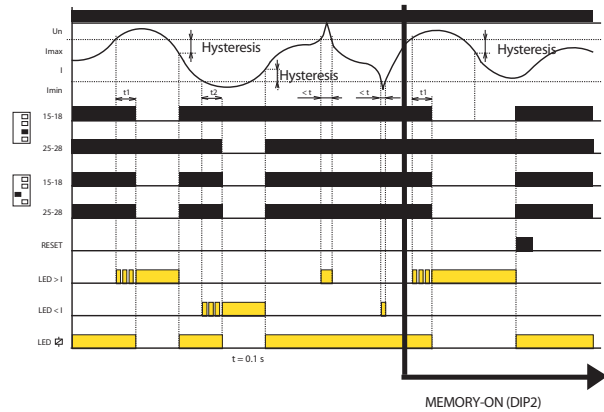 Un
Imax
Hysteresis
I
Hysteresis
Imin
t1
t2
< t
< t
t1
15-18
25-28
15-18
25-28
RESET
LED > I
LED < I
LED
t = 0.1 s
MEMORY-ON (DIP2)